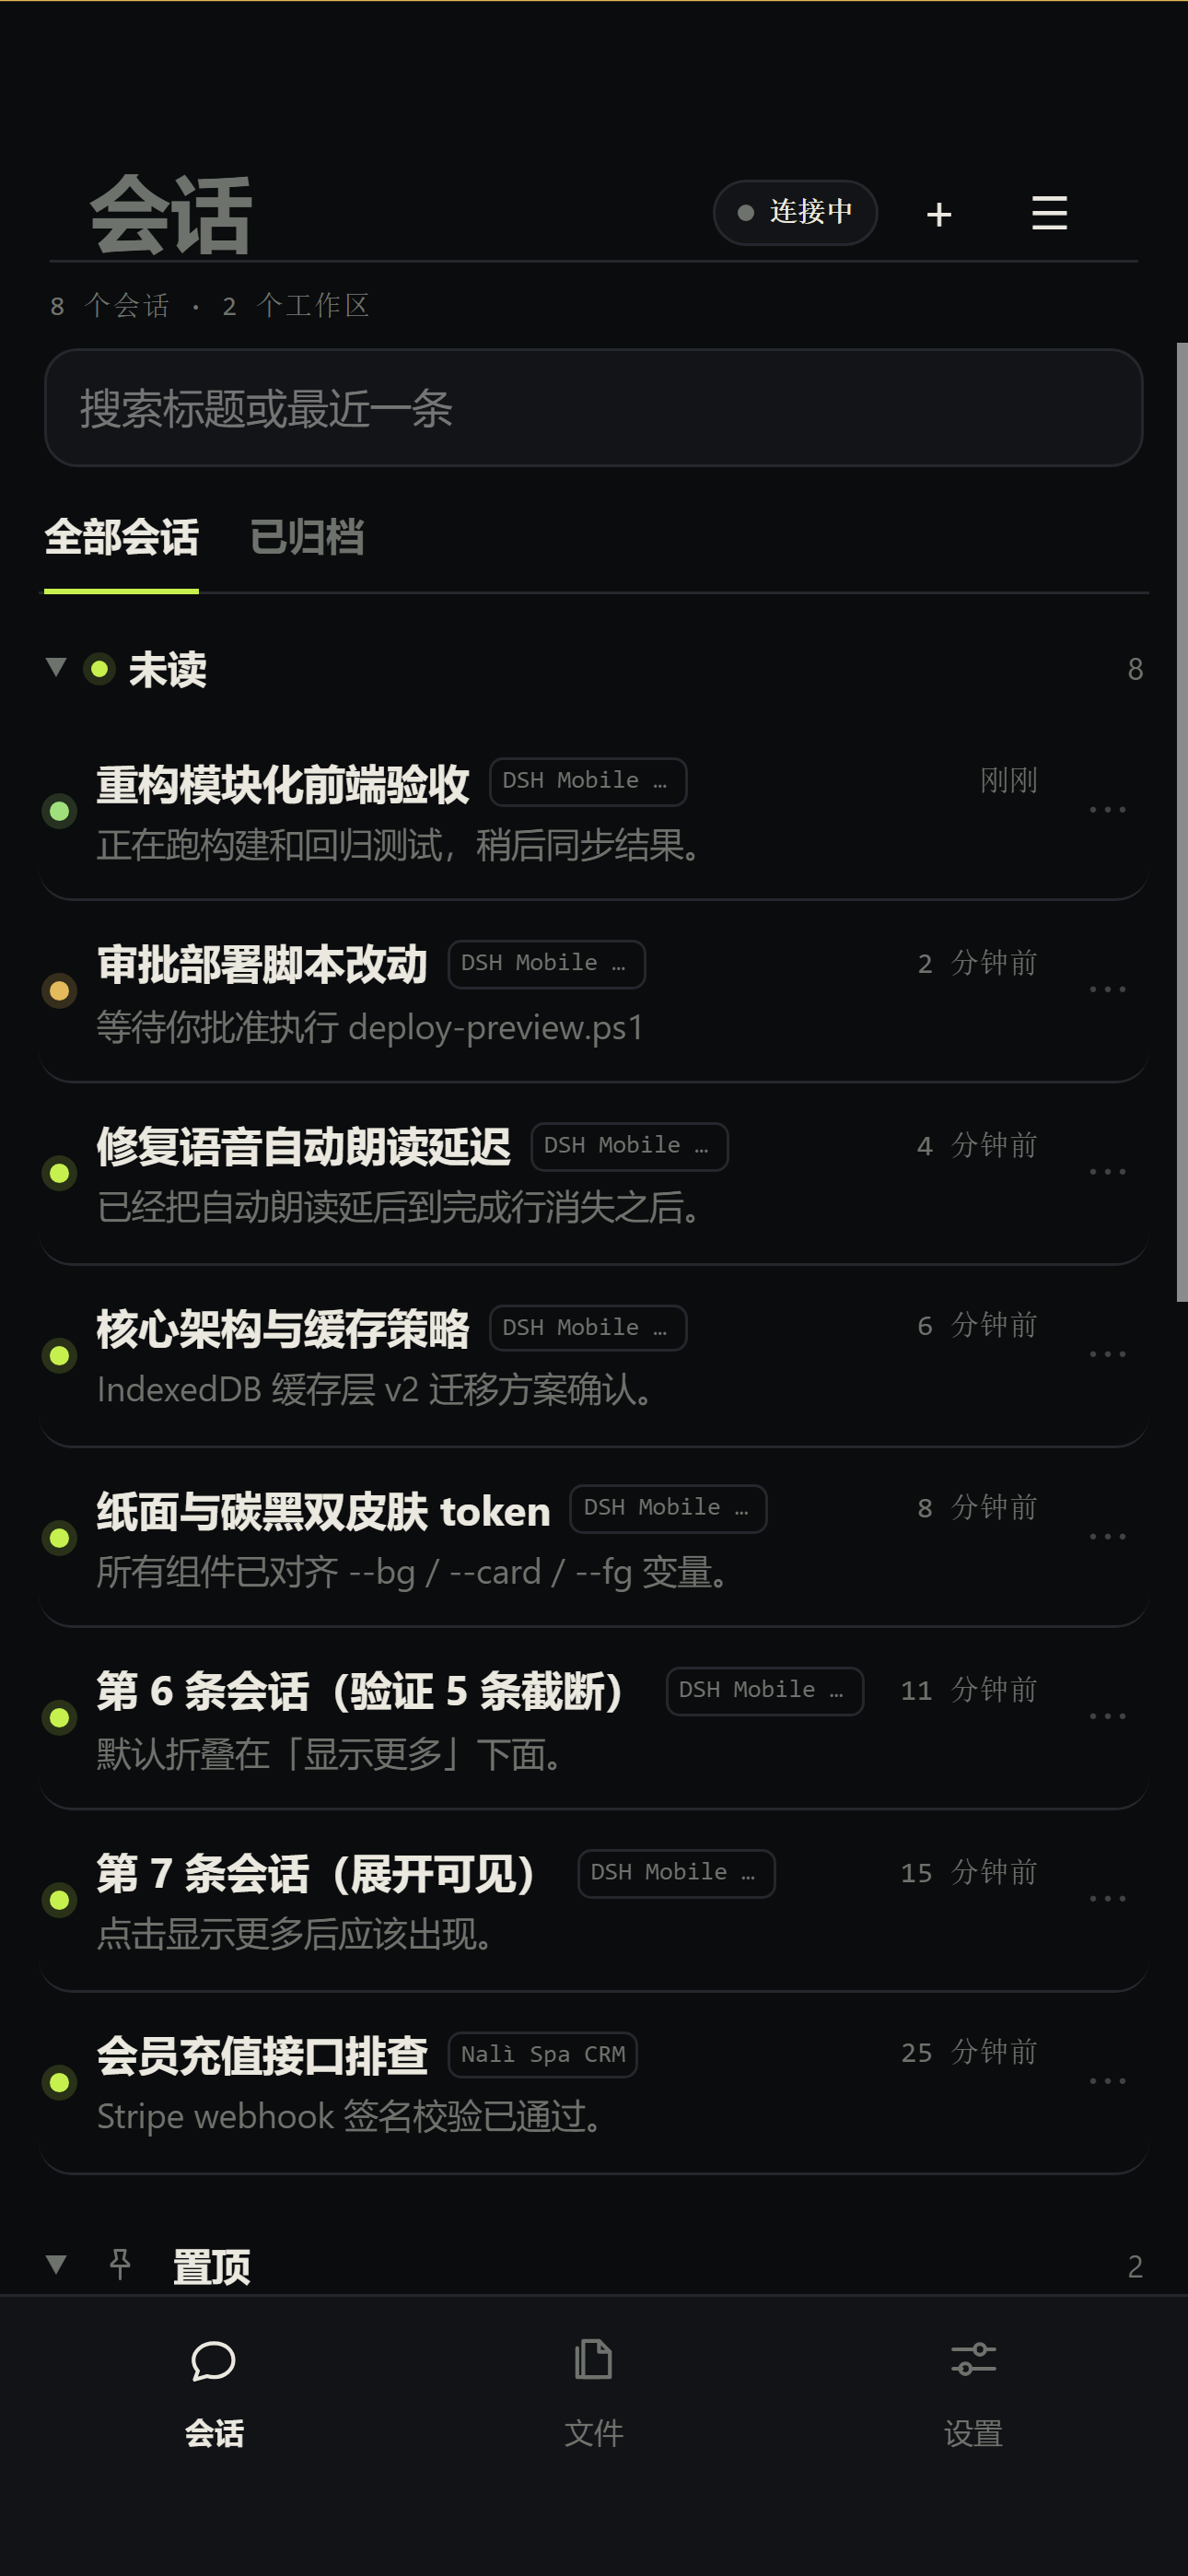 会话
连接中
+
8 个会话 · 2 个工作区
搜索标题或最近一条
全部会话 已归档
未读 8
重构模块化前端验收 DSH Mobile … 刚刚
正在跑构建和回归测试，稍后同步结果。
审批部署脚本改动 DSH Mobile … 2 分钟前
等待你批准执行 deploy-preview.ps1
修复语音自动朗读延迟 DSH Mobile … 4 分钟前
已经把自动朗读延后到完成行消失之后。
核心架构与缓存策略 DSH Mobile … 6 分钟前
IndexedDB 缓存层 v2 迁移方案确认。
纸面与碳黑双皮肤 token DSH Mobile … 8 分钟前
所有组件已对齐 --bg / --card / --fg 变量。
第 6 条会话（验证 5 条截断） DSH Mobile … 11 分钟前
默认折叠在「显示更多」下面。
第 7 条会话（展开可见） DSH Mobile … 15 分钟前
点击显示更多后应该出现。
会员充值接口排查 Nalì Spa CRM 25 分钟前
Stripe webhook 签名校验已通过。
置顶 2
会话 文件 设置